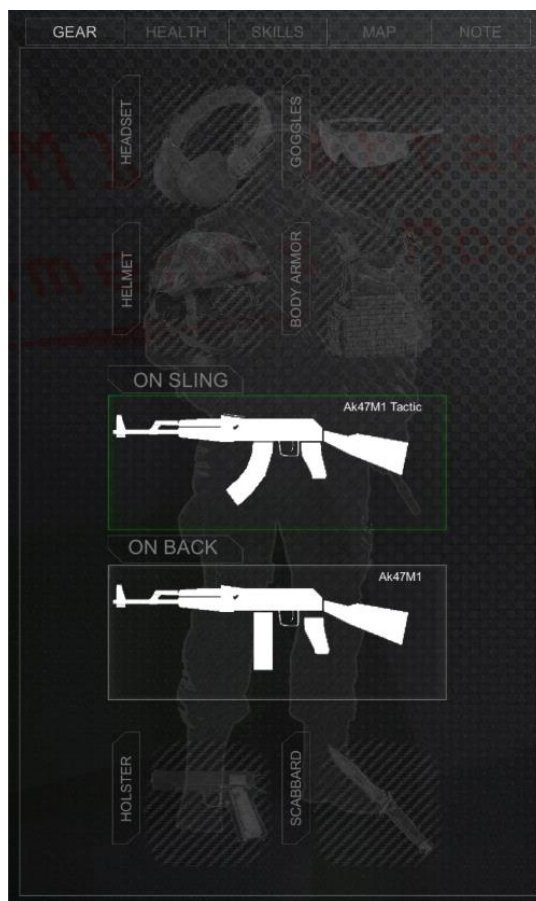 GEAR HEALTH SKILLS MAP NOTE
HEADSET
GOGGLES
HELMET
BODY ARMOR
ON SLING
Ak47M1 Tactic
ON BACK
Ak47M1
HOLSTER
SCABBARD